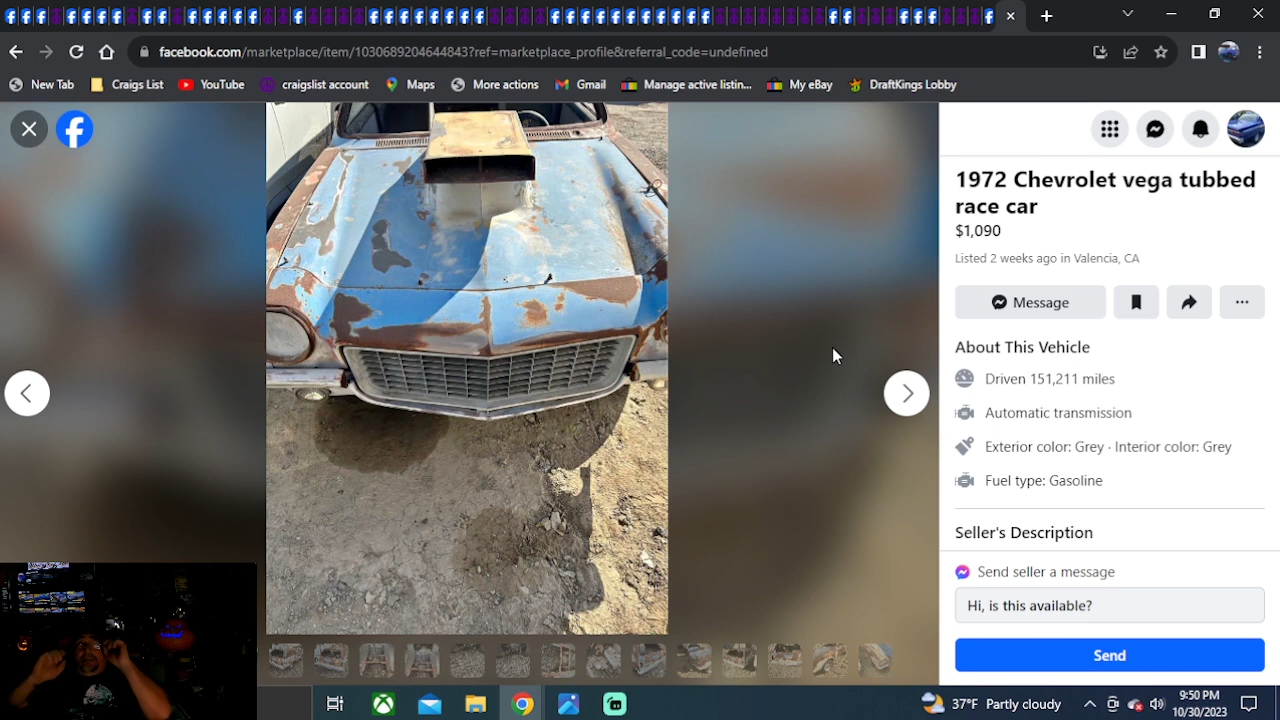 facebook.com/marketplace/item/1030689204644843?ref=marketplace_profile&referral_code=undefined
New Tab Craigs List YouTube craigslist account Maps More actions Gmail Manage active listin... My eBay DraftKings Lobby
1972 Chevrolet vega tubbed
race car
$1,090
Listed 2 weeks ago in Valencia, CA
Message
About This Vehicle
Driven 151,211 miles
Automatic transmission
Exterior color: Grey · Interior color: Grey
Fuel type: Gasoline
Seller's Description
Send seller a message
Hi, is this available?
Send
37°F Partly cloudy
9:50 PM
10/30/2023